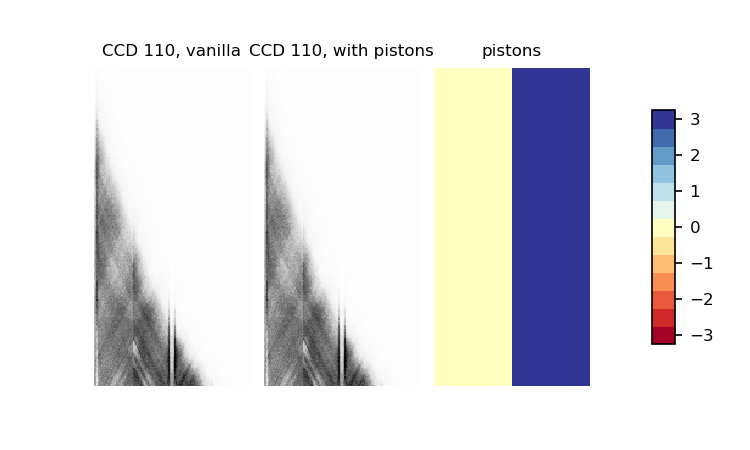 CCD 110, vanilla
CCD 110, with pistons
pistons
3
2
1
0
−1
−2
−3